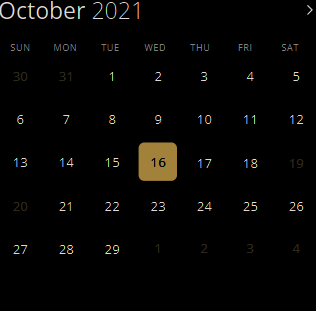 October 2021
SUN MON TUE WED THU FRI SAT
30 31 1 2 3 4 5
6 7 8 9 10 11 12
13 14 15 16 17 18 19
20 21 22 23 24 25 26
27 28 29 1 2 3 4